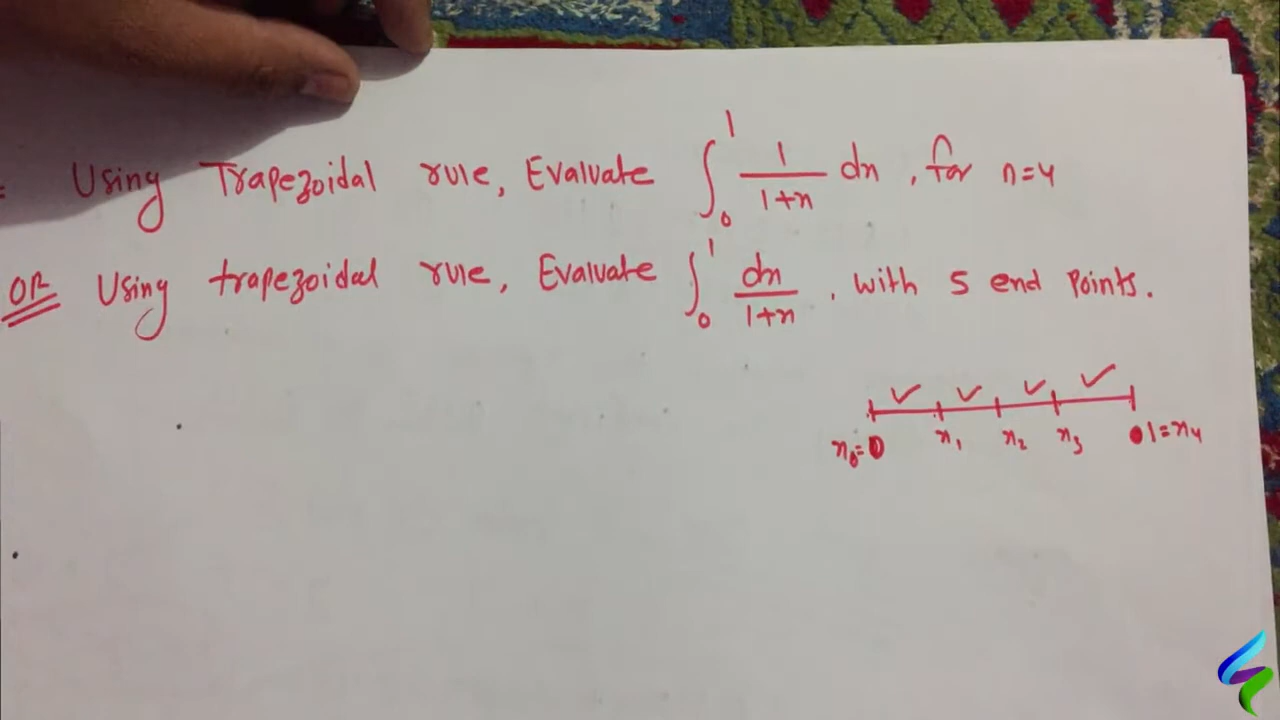 Using Trapezoidal rule, Evaluate ∫₀¹ 1/(1+x) dx, for n=4
OR Using trapezoidal rule, Evaluate ∫₀¹ dx/(1+x), with 5 end points.
x₀=0 x₁ x₂ x₃ 1=x₄